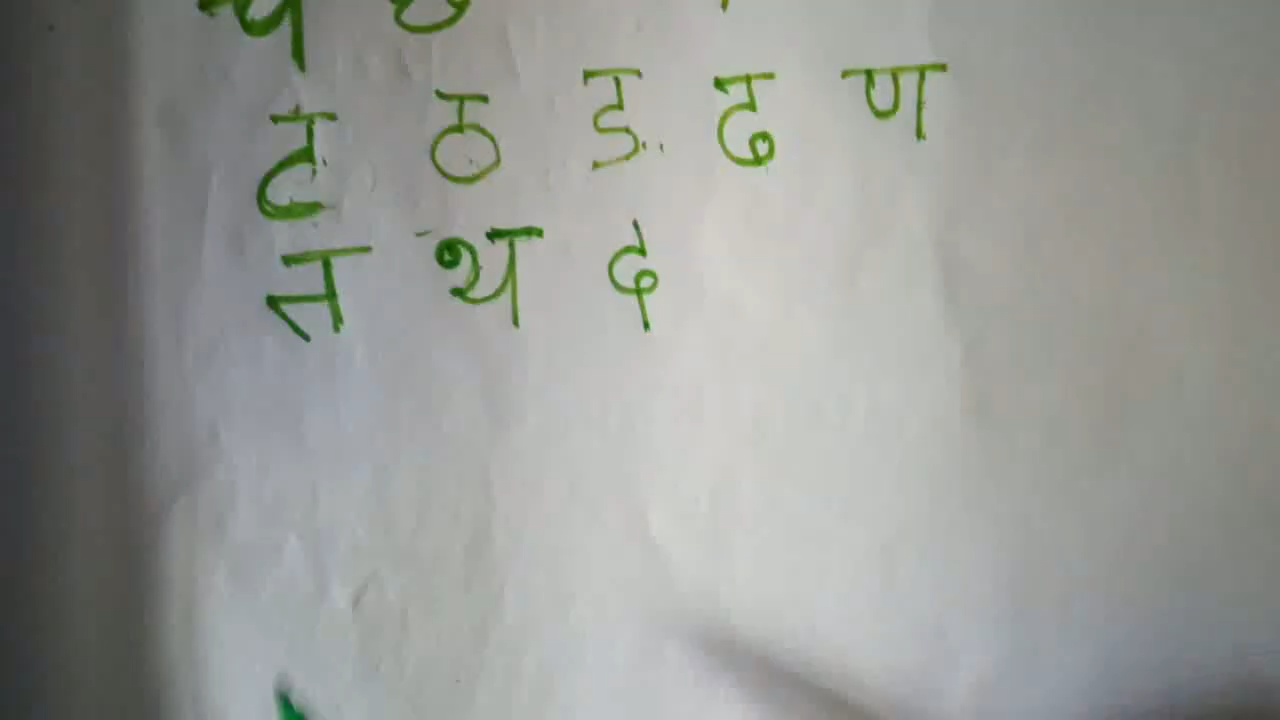 ट ठ ड ढ ण
त थ द